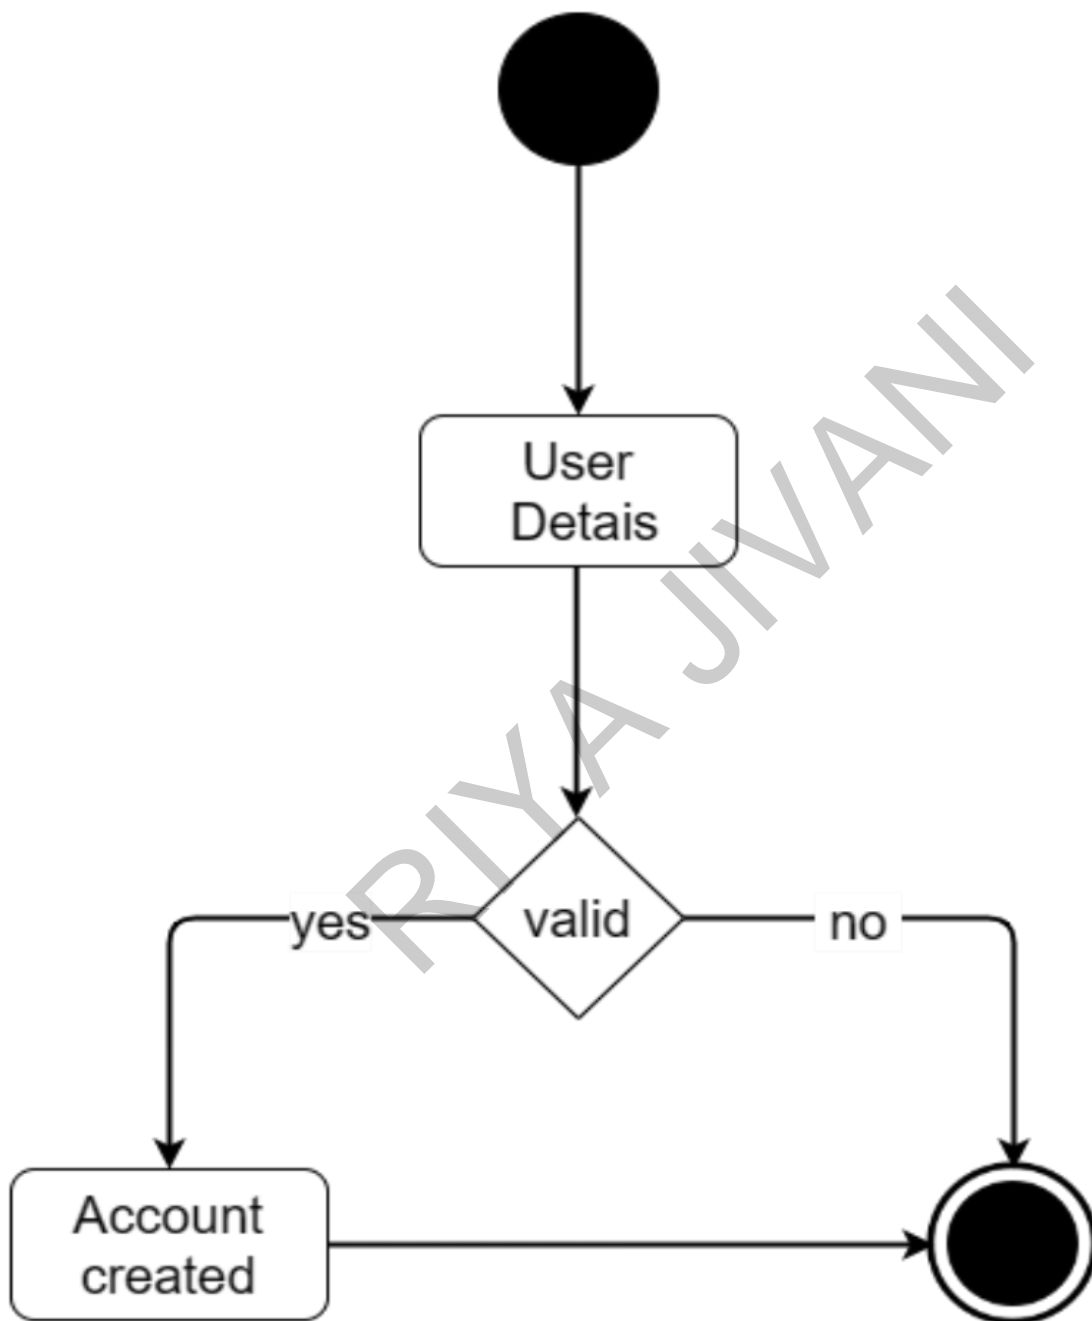 User
Detais
RIYA JIVANI
yes
valid
no
Account
created